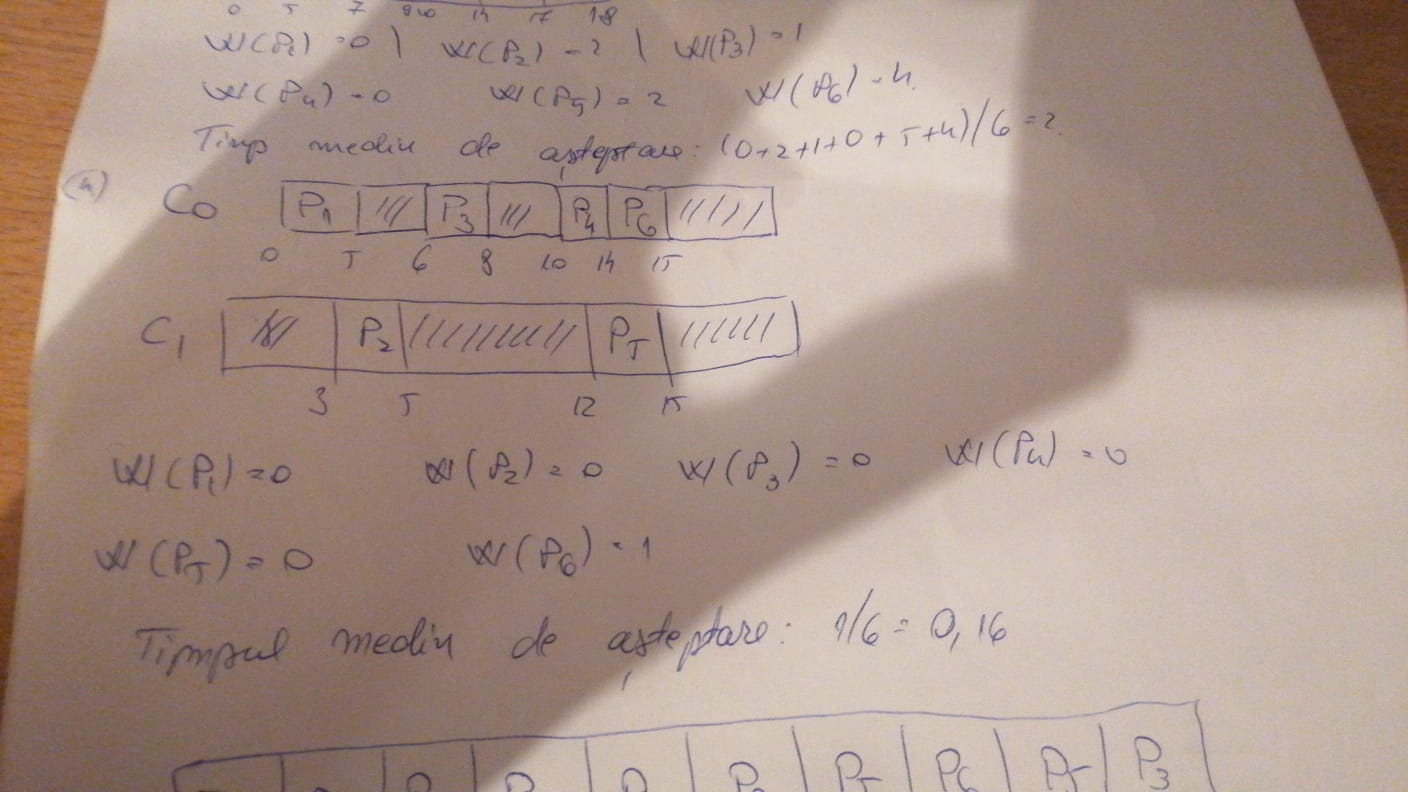 0 5 7 9 10 14 17 18
W(P1) = 0 | W(P2) = 2 | W(P3) = 1
W(P4) = 0 W(P5) = 2 W(P6) = 4.
Timp mediu de așteptare: (0+2+1+0+5+4)/6 = 2.
(4) C0 P1 /// P3 /// P4 P6 /////
0 5 6 8 10 14 15
C1 /// P2 ////////// P5 //////
3 5 12 15
W(P1) = 0 W(P2) = 0 W(P3) = 0 W(P4) = 0
W(P5) = 0 W(P6) = 1
Timpul mediu de așteptare: 1/6 = 0,16
P5 P6 P5 P3